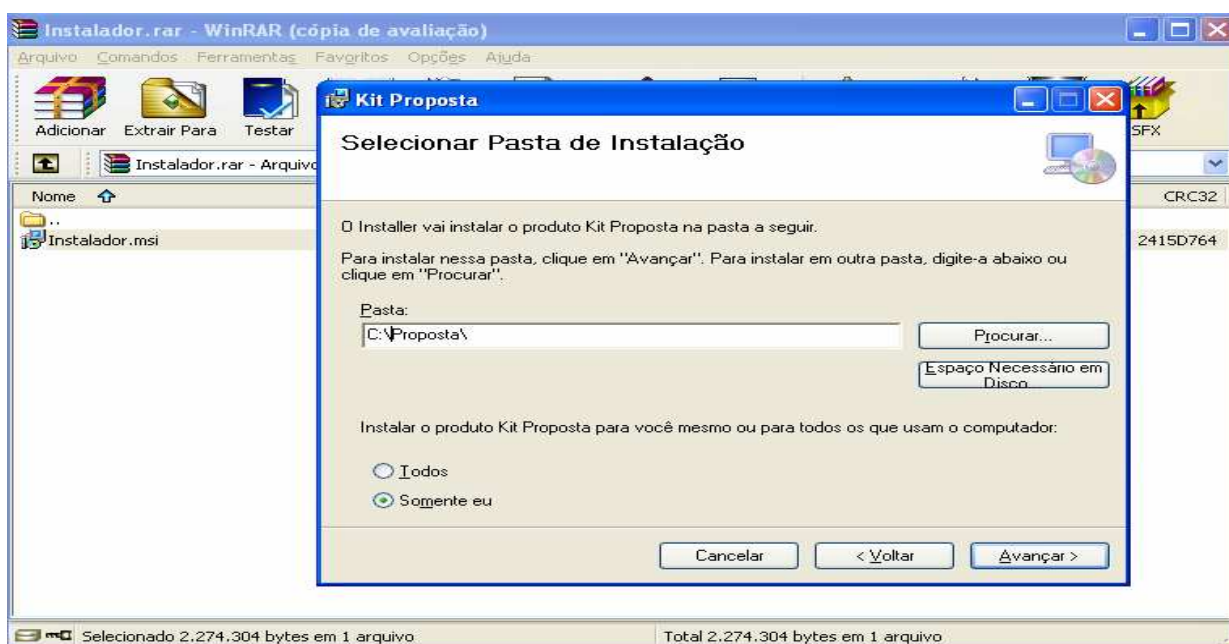 Instalador.rar - WinRAR (cópia de avaliação)
Arquivo Comandos Ferramentas Favoritos Opções Ajuda
Adicionar Extrair Para Testar SFX
Instalador.rar - Arquivo
Nome CRC32
..
Instalador.msi 2415D764
Kit Proposta
Selecionar Pasta de Instalação
O Installer vai instalar o produto Kit Proposta na pasta a seguir.
Para instalar nessa pasta, clique em "Avançar". Para instalar em outra pasta, digite-a abaixo ou
clique em "Procurar".
Pasta:
C:\Proposta\
Procurar...
Espaço Necessário em
Disco
Instalar o produto Kit Proposta para você mesmo ou para todos os que usam o computador:
Todos
Somente eu
Cancelar < Voltar Avançar >
Selecionado 2.274.304 bytes em 1 arquivo Total 2.274.304 bytes em 1 arquivo